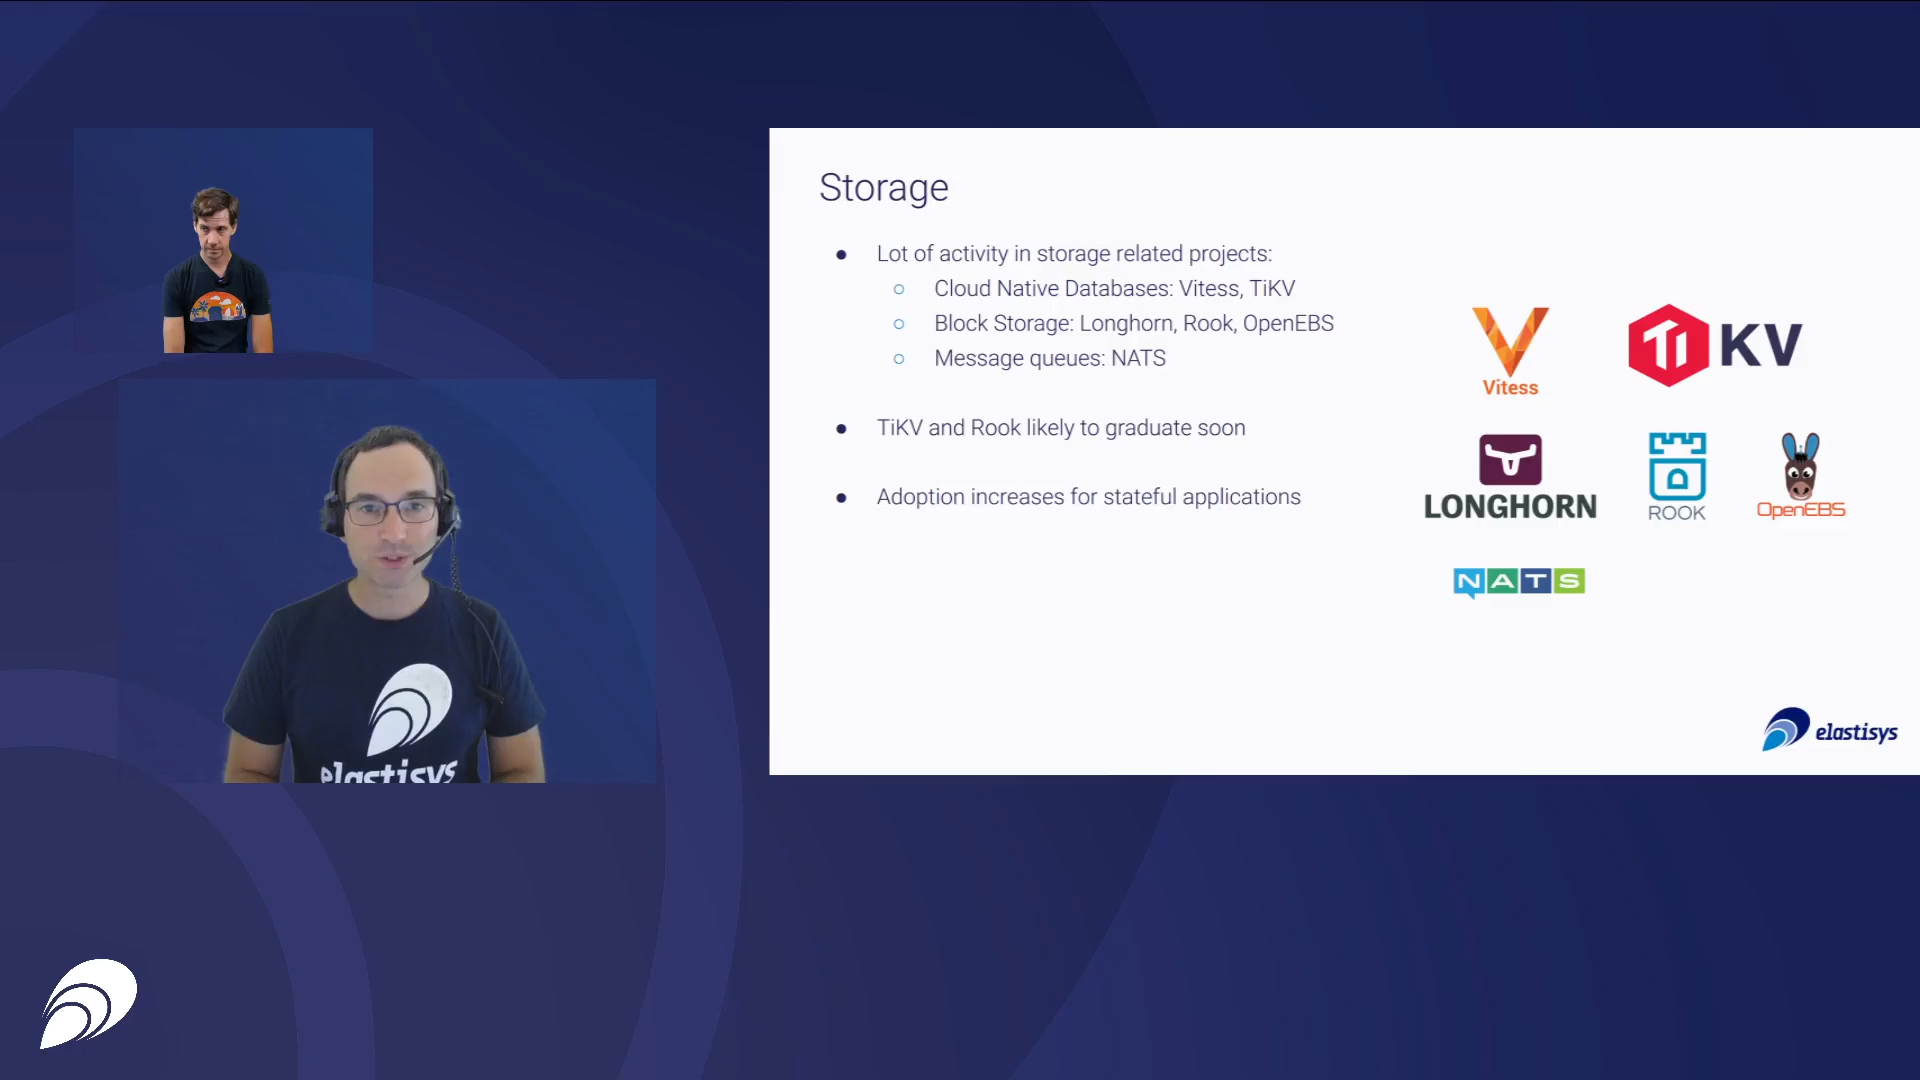 Storage
● Lot of activity in storage related projects:
○ Cloud Native Databases: Vitess, TiKV
○ Block Storage: Longhorn, Rook, OpenEBS
○ Message queues: NATS
● TiKV and Rook likely to graduate soon
● Adoption increases for stateful applications
Vitess
Ti KV
LONGHORN
ROOK
OpenEBS
NATS
elastisys
elastisys